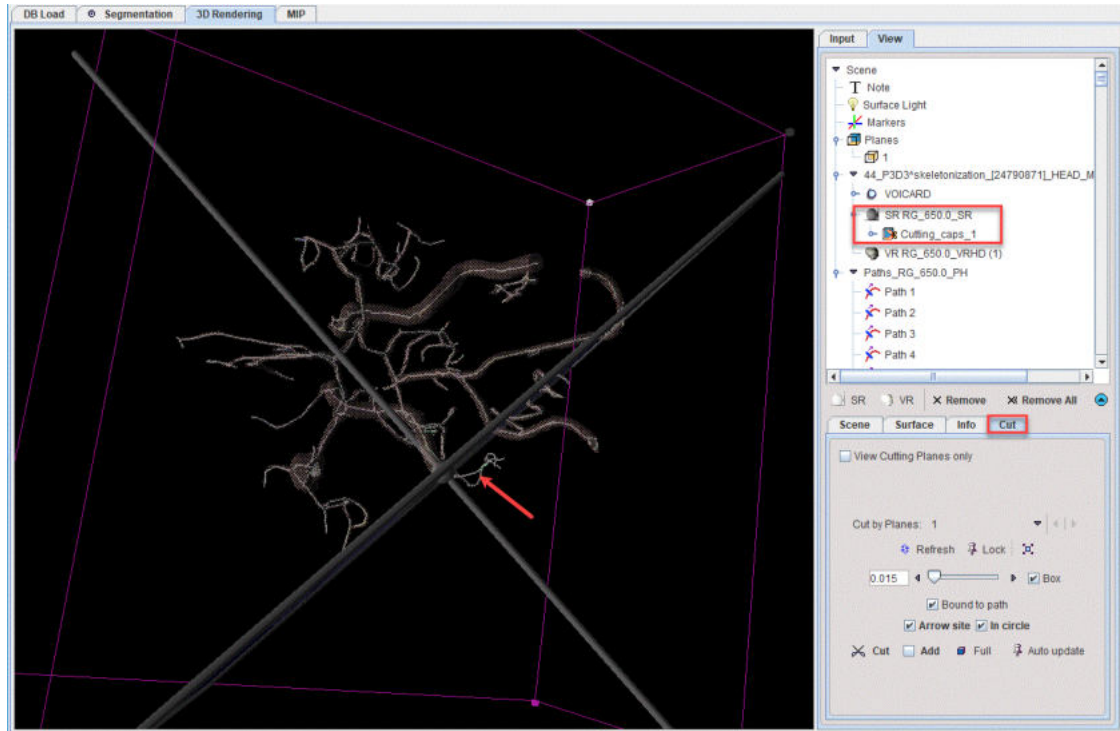 DB Load Segmentation 3D Rendering MIP
Input View
Scene
Note
Surface Light
Markers
Planes
1
44_P3D3^skeletonization_[24790871]_HEAD_M
VOICARD
SR RG_650.0_SR
Cutting_caps_1
VR RG_650.0_VRHD (1)
Paths_RG_650.0_PH
Path 1
Path 2
Path 3
Path 4
SR VR Remove Remove All
Scene Surface Info Cut
View Cutting Planes only
Cut by Planes: 1
Refresh Lock
0.015 Box
Bound to path
Arrow site In circle
Cut Add Full Auto update